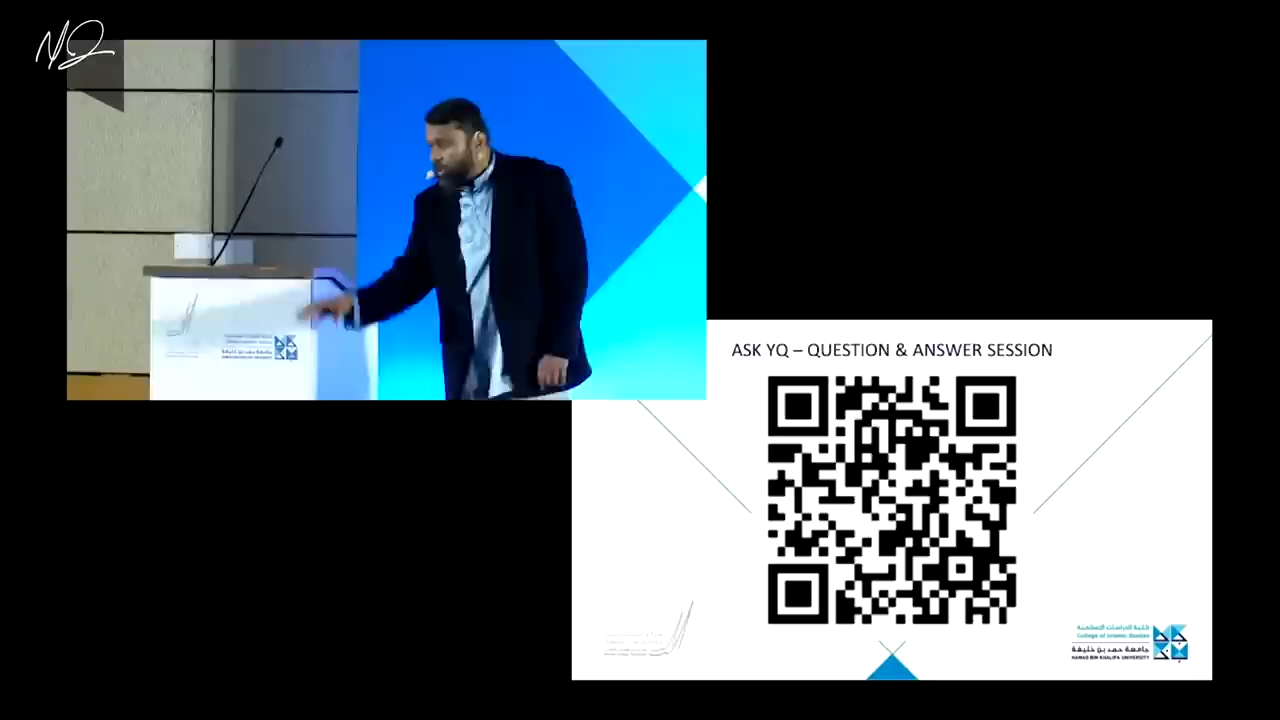 ASK YQ – QUESTION & ANSWER SESSION
كلية الدراسات الإسلامية
College of Islamic Studies
جامعة حمد بن خليفة
HAMAD BIN KHALIFA UNIVERSITY